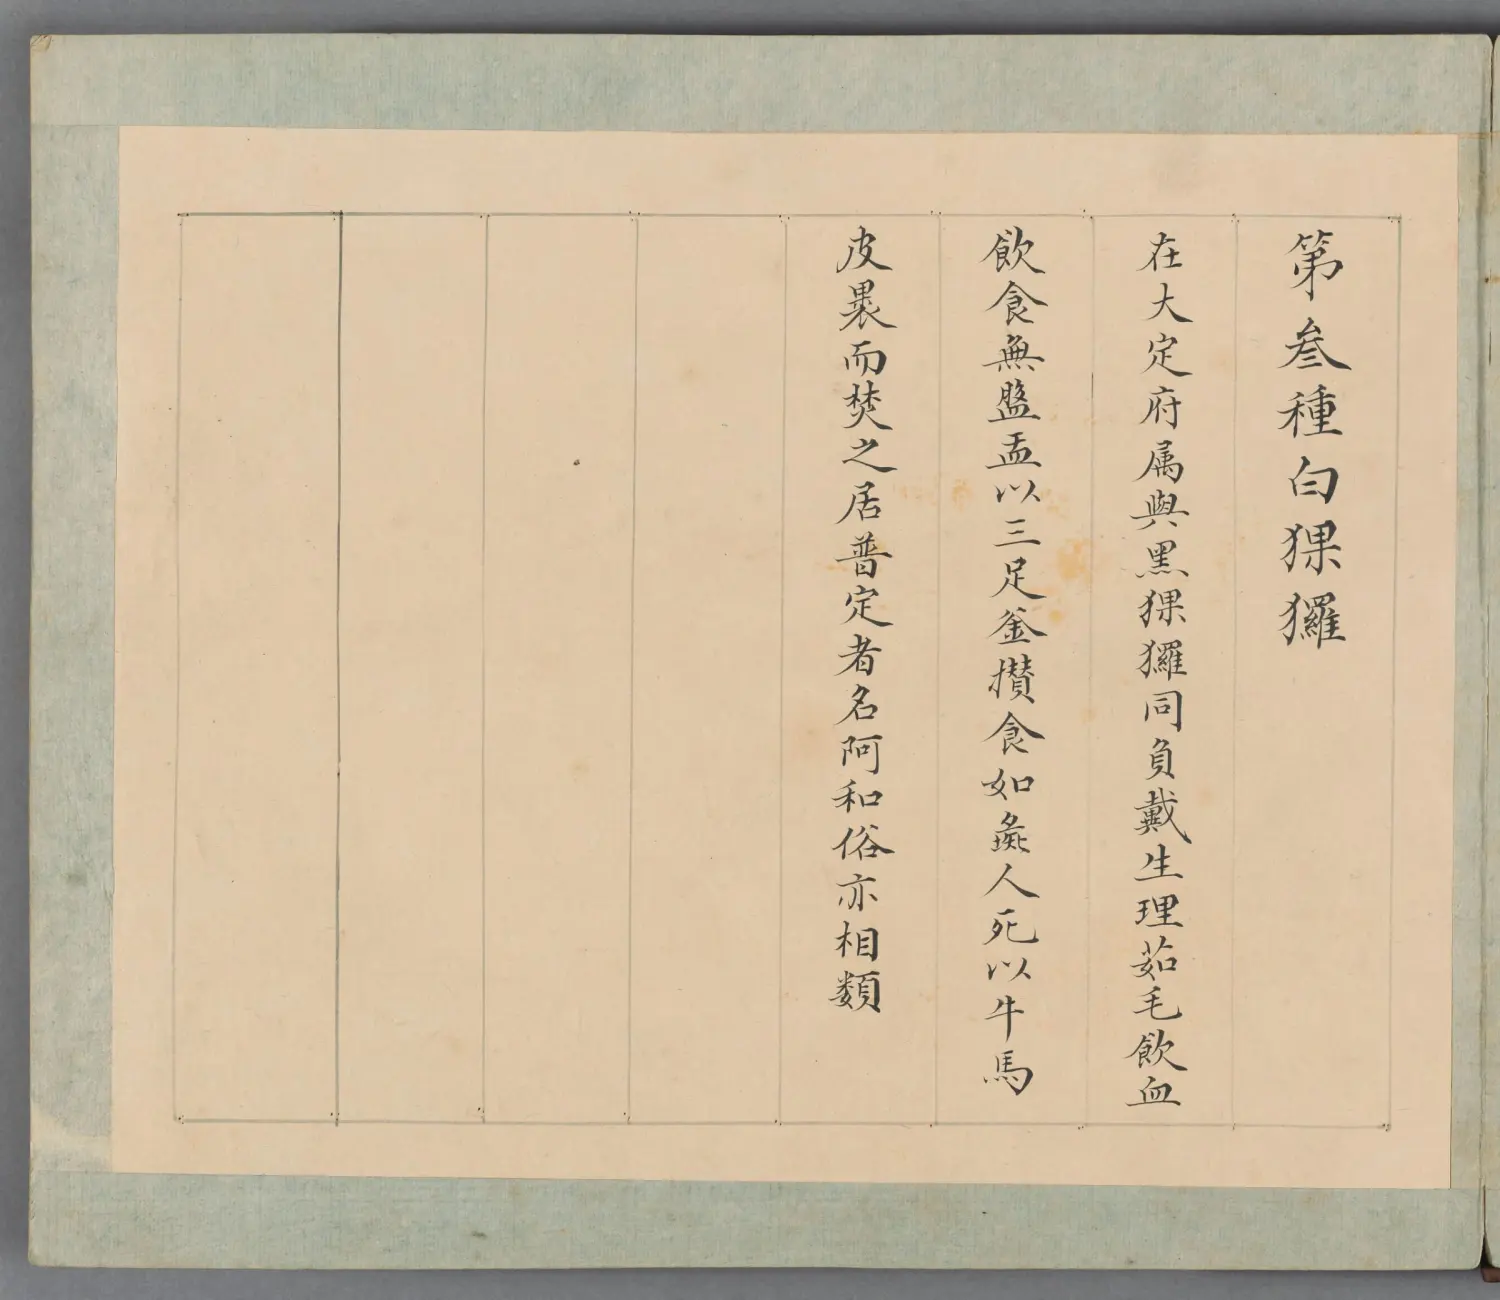 第叁種白猓玀
在大定府属與黑猓玀同負戴生理茹毛飲血
飲食無盤盂以三足釜攢食如彘人死以牛馬
皮裹而焚之居普定者名阿和俗亦相類